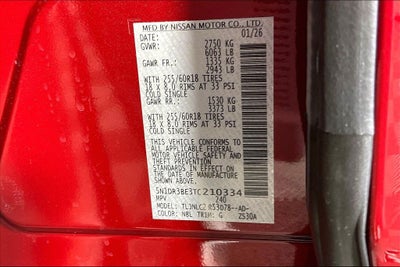 MFD BY NISSAN MOTOR CO., LTD.
DATE: 01/26
GVWR: 2750 KG
6063 LB
GAWR FR.: 1335 KG
2943 LB
WITH 255/60R18 TIRES
18 x 8.0 RIMS AT 33 PSI
COLD SINGLE
GAWR RR: 1530 KG
3373 LB
WITH 255/60R18 TIRES
18 x 8.0 RIMS AT 33 PSI
COLD SINGLE
THIS VEHICLE CONFORMS TO ALL
APPLICABLE U.S. FEDERAL
MOTOR VEHICLE SAFETY
STANDARDS IN EFFECT ON
THE DATE OF MANUFACTURE
SHOWN ABOVE.
5N1DR3BE3TC210334
MPV 240
MODEL:
COLOR: NBL TRIM: G ZS30A